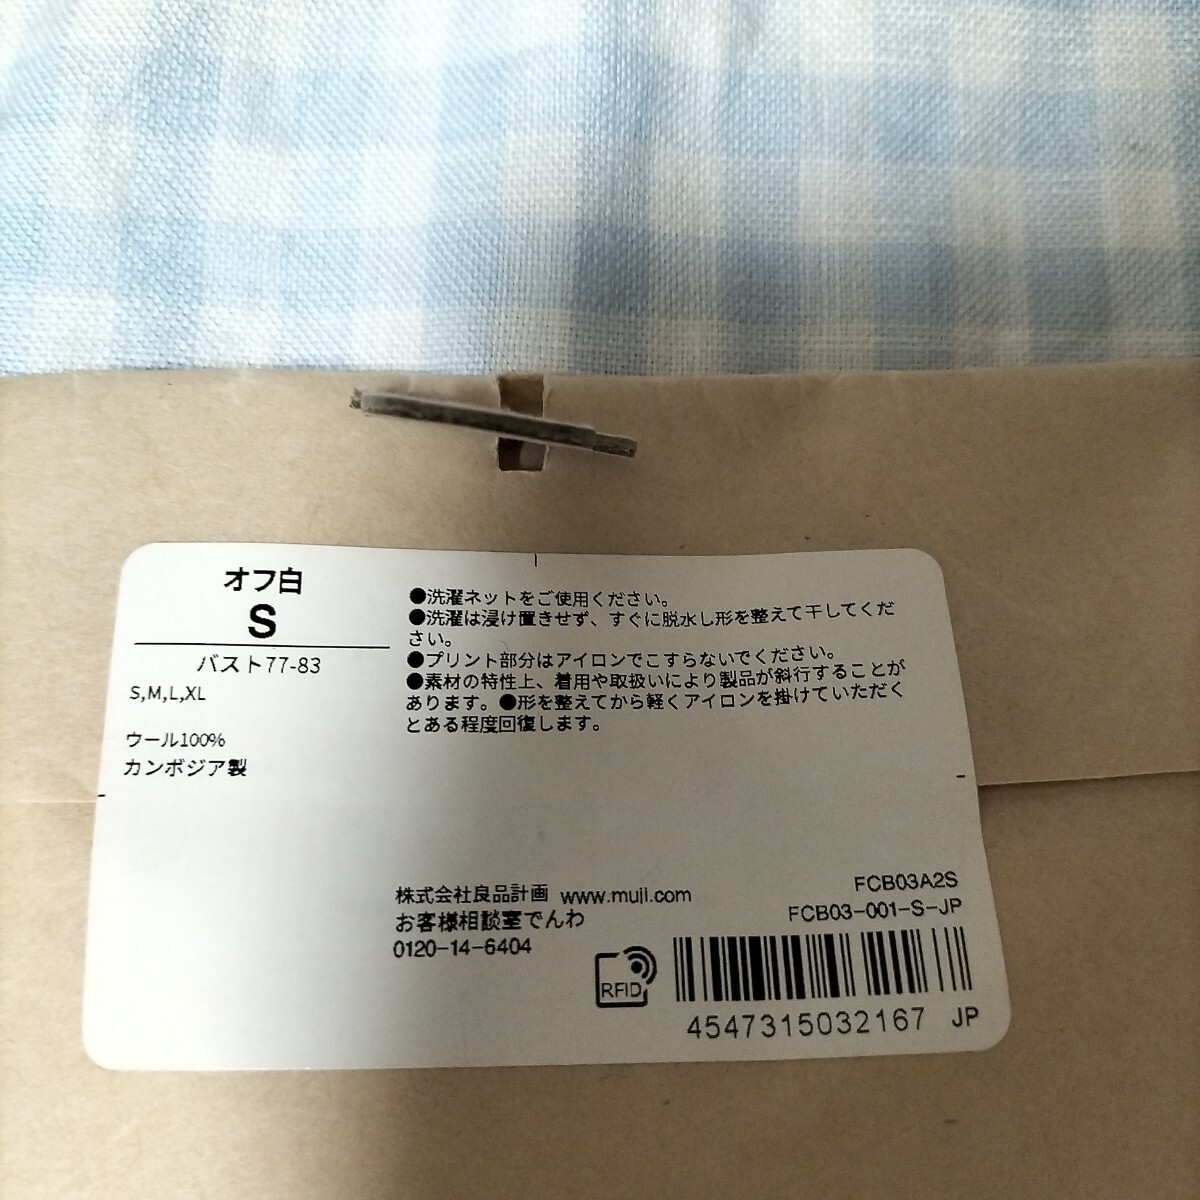 オフ白
S
バスト77-83
S,M,L,XL
ウール100%
カンボジア製
●洗濯ネットをご使用ください。
●洗濯は浸け置きせず、すぐに脱水し形を整えて干してくだ
さい。
●プリント部分はアイロンでこすらないでください。
●素材の特性上、着用や取扱いにより製品が斜行することが
あります。●形を整えてから軽くアイロンを掛けていただく
とある程度回復します。
株式会社良品計画 www.muji.com
お客様相談室でんわ
0120-14-6404
FCB03A2S
FCB03-001-S-JP
RFID
4547315032167 JP